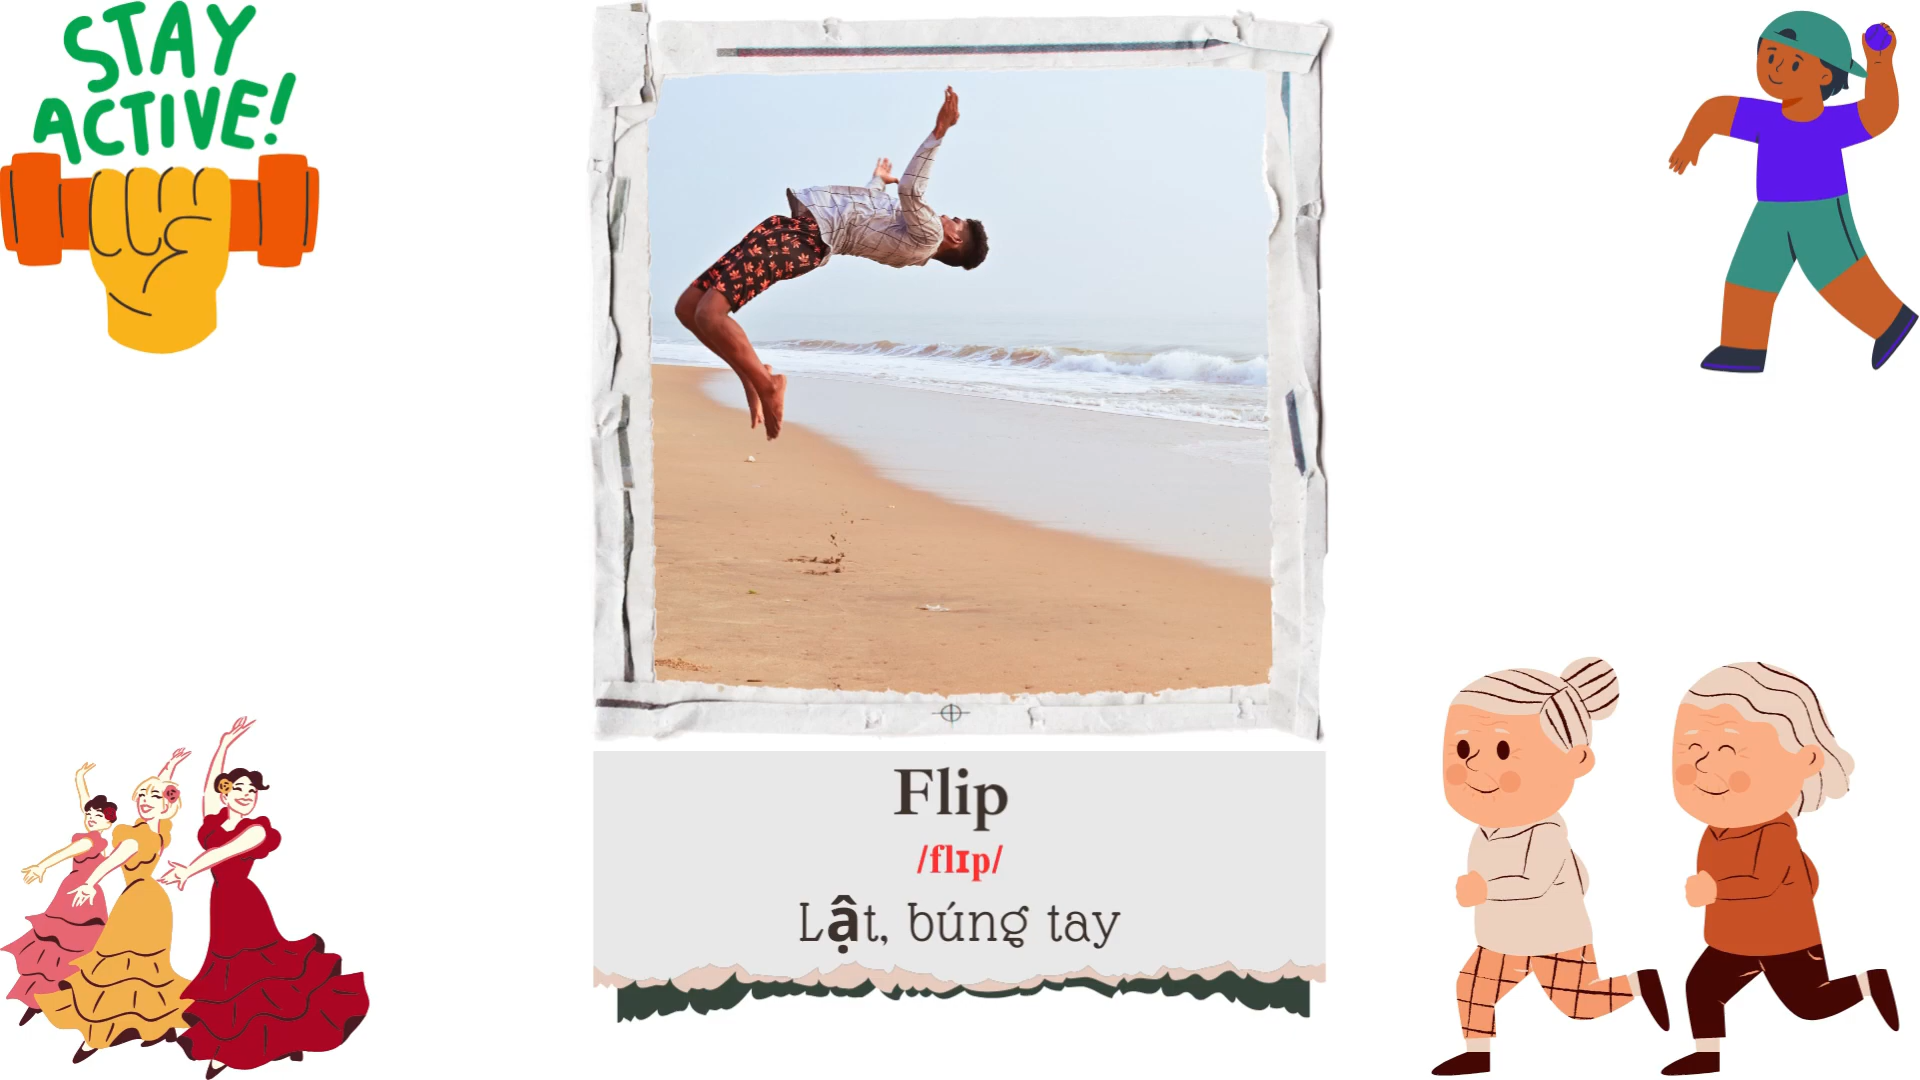 STAY
ACTIVE!
Flip
/flɪp/
Lật, búng tay